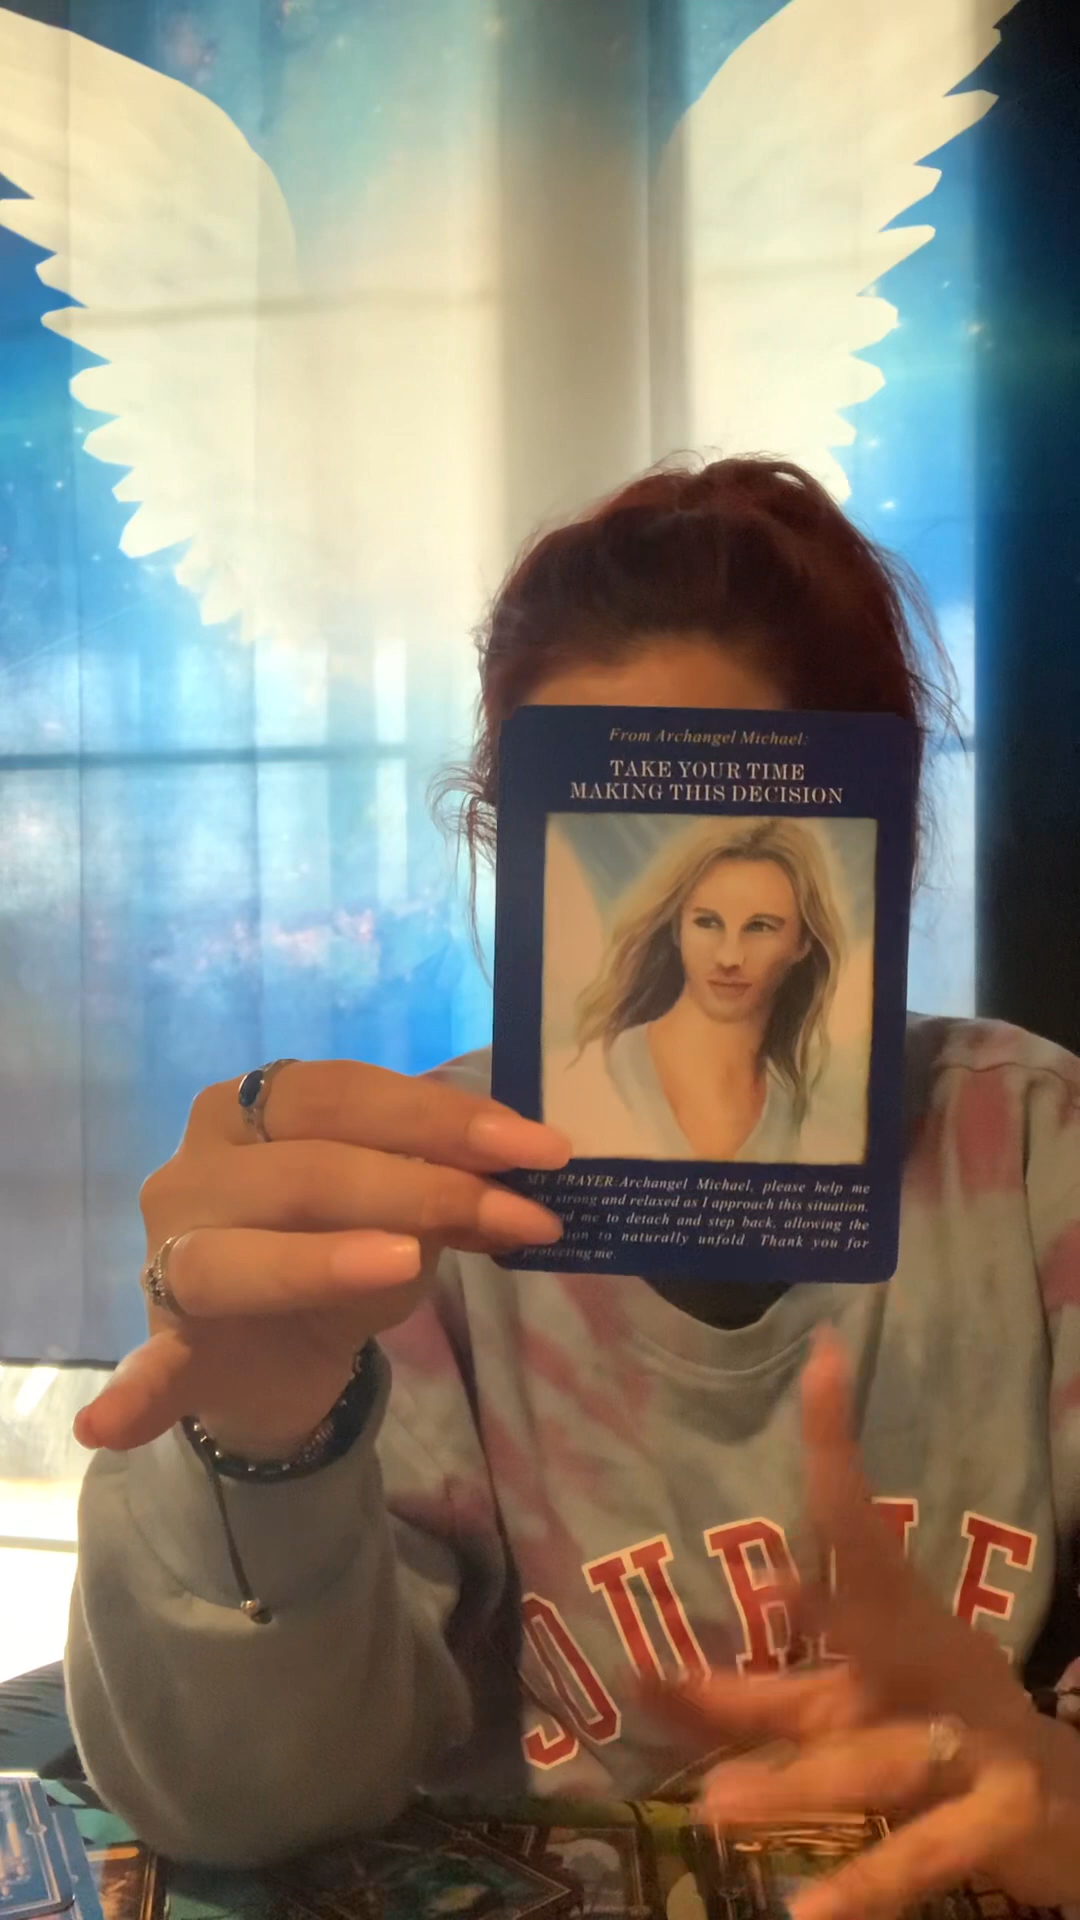 From Archangel Michael:
TAKE YOUR TIME
MAKING THIS DECISION
MY PRAYER: Archangel Michael, please help me
strong and relaxed as I approach this situation.
me to detach and step back, allowing the
to naturally unfold. Thank you for
protecting me.
OUBLE